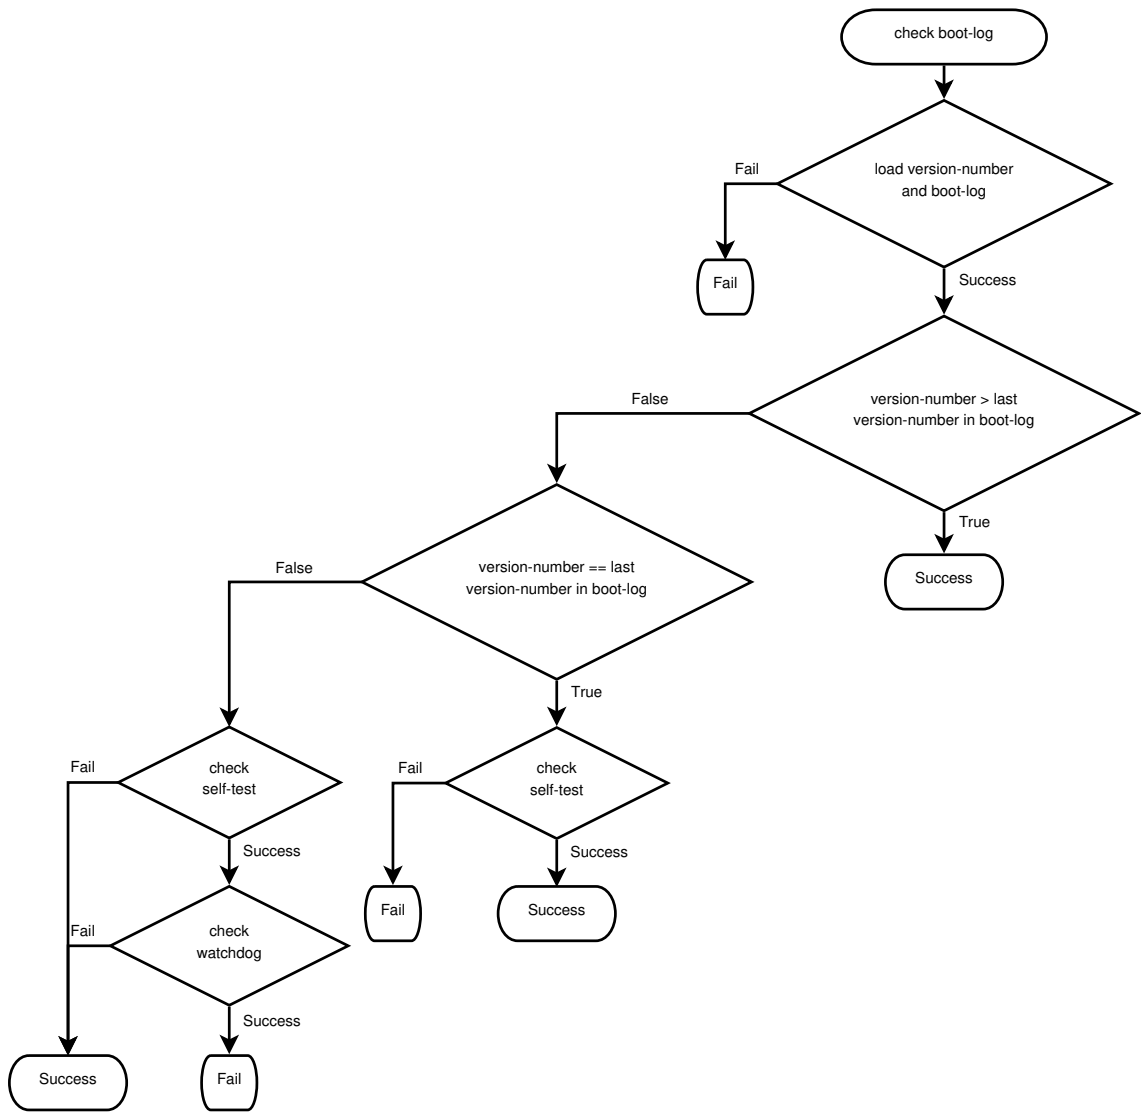 check boot-log
load version-number
and boot-log
Fail
Fail
Success
version-number > last
version-number in boot-log
False
True
Success
version-number == last
version-number in boot-log
False
True
check
self-test
Fail
Success
check
self-test
Fail
Success
Fail
Success
check
watchdog
Fail
Success
Success
Fail